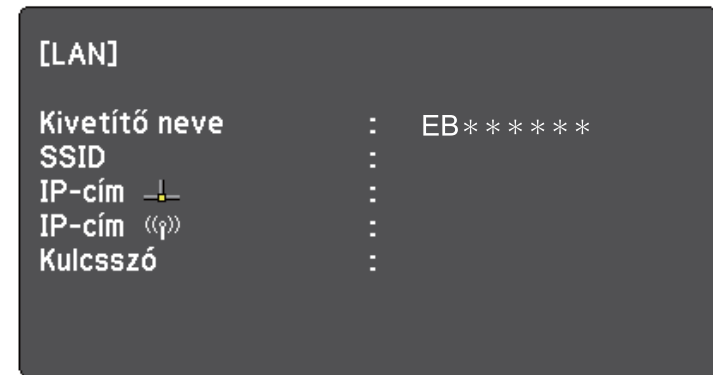 [LAN]
Kivetítő neve : EB******
SSID :
IP-cím :
IP-cím :
Kulcsszó :